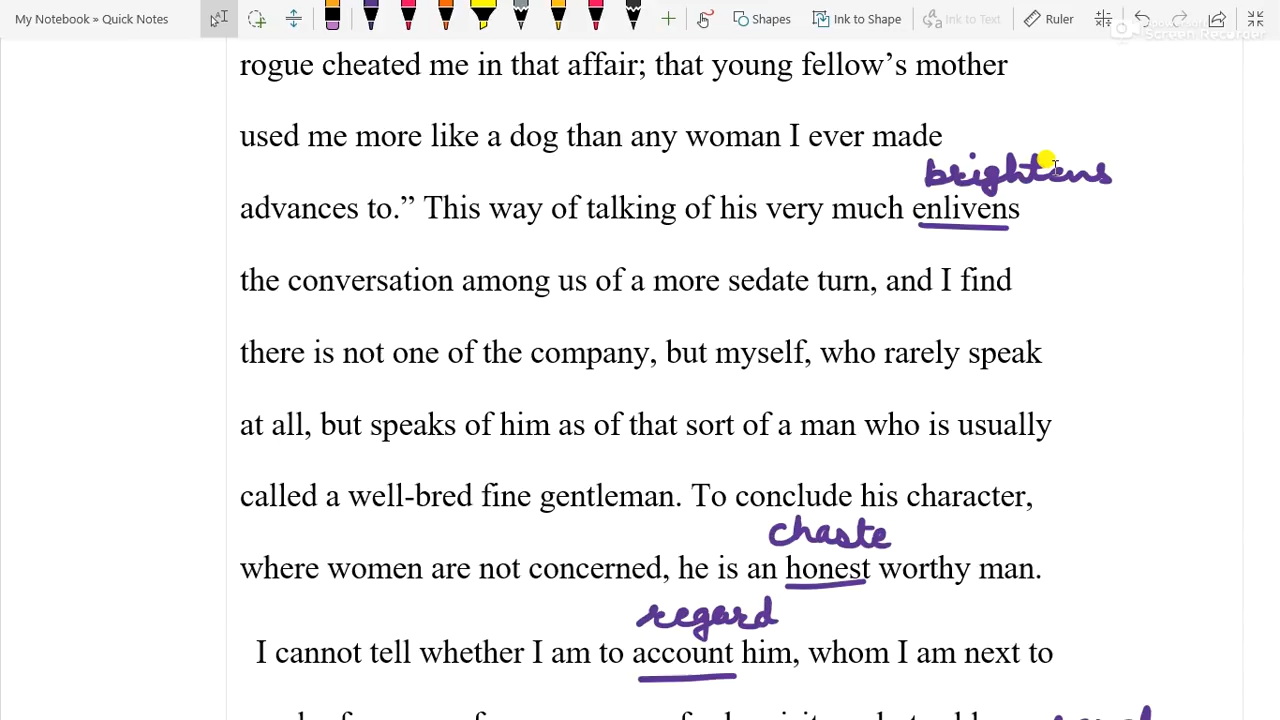 My Notebook » Quick Notes
Shapes
Ink to Shape
Ink to Text
Ruler
Screen Recorder
rogue cheated me in that affair; that young fellow’s mother
used me more like a dog than any woman I ever made
brightens
advances to.” This way of talking of his very much enlivens
the conversation among us of a more sedate turn, and I find
there is not one of the company, but myself, who rarely speak
at all, but speaks of him as of that sort of a man who is usually
called a well-bred fine gentleman. To conclude his character,
chaste
where women are not concerned, he is an honest worthy man.
regard
I cannot tell whether I am to account him, whom I am next to